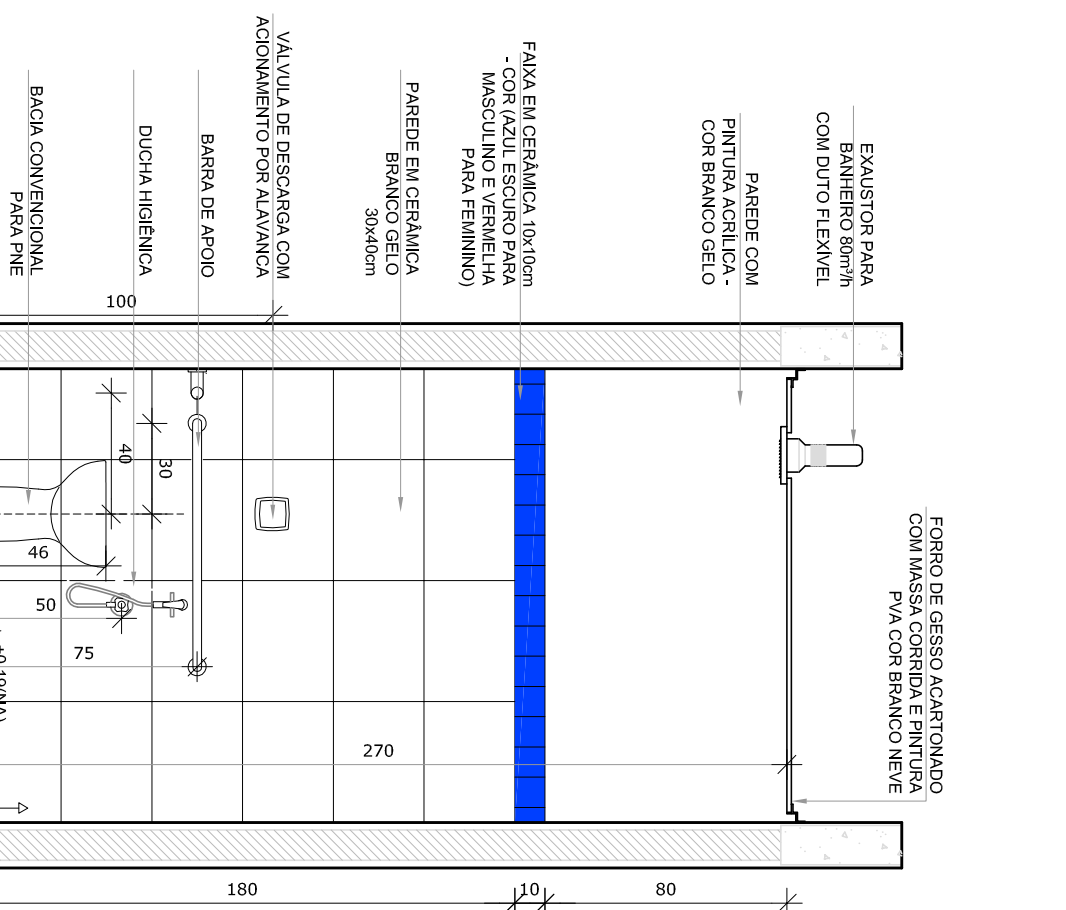 EXAUSTOR PARA
BANHEIRO 80m³/h
COM DUTO FLEXÍVEL
PAREDE COM
PINTURA ACRÍLICA -
COR BRANCO GELO
FAIXA EM CERÂMICA 10x10cm
- COR (AZUL ESCURO PARA
MASCULINO E VERMELHA
PARA FEMININO)
PAREDE EM CERÂMICA
BRANCO GELO
30x40cm
VÁLVULA DE DESCARGA COM
ACIONAMENTO POR ALAVANCA
BARRA DE APOIO
DUCHA HIGIÊNICA
BACIA CONVENCIONAL
PARA PNE
FORRO DE GESSO ACARTONADO
COM MASSA CORRIDA E PINTURA
PVA COR BRANCO NEVE
100
40
30
46
50
75
270
180
10
80